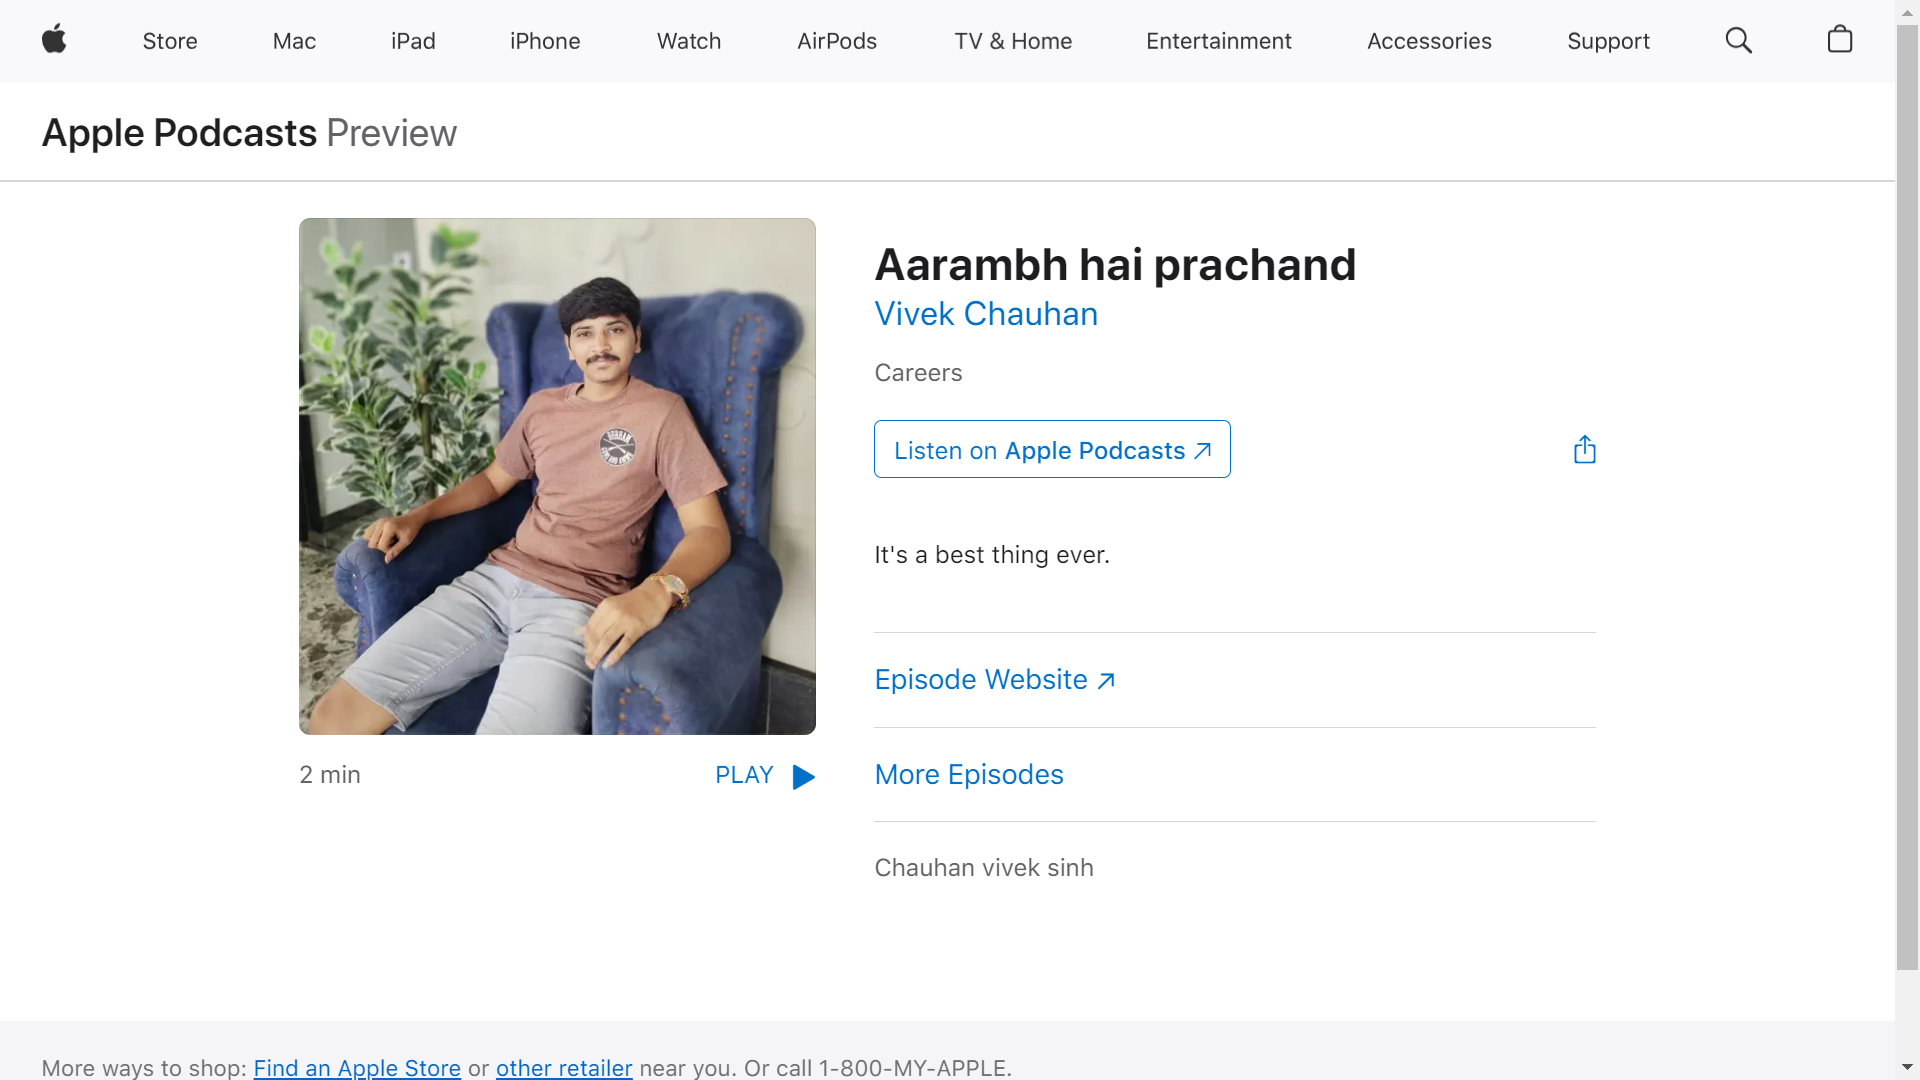 Store Mac iPad iPhone Watch AirPods TV & Home Entertainment Accessories Support
Apple Podcasts Preview
Aarambh hai prachand
Vivek Chauhan
Careers
Listen on Apple Podcasts
It's a best thing ever.
Episode Website
More Episodes
Chauhan vivek sinh
2 min PLAY
More ways to shop: Find an Apple Store or other retailer near you. Or call 1-800-MY-APPLE.